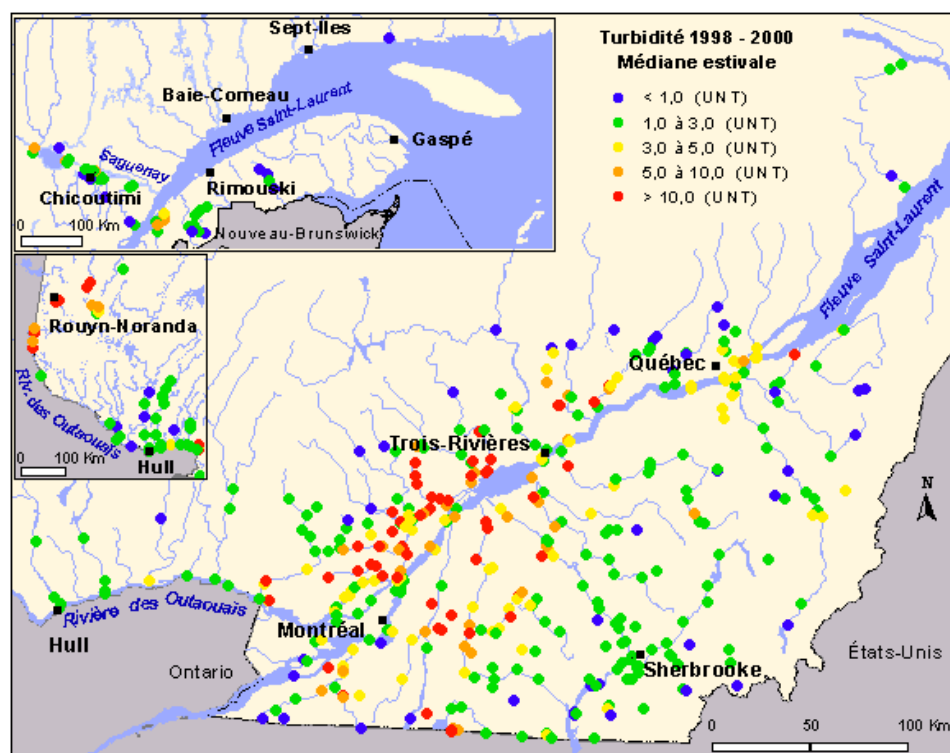 Sept-Iles
Baie-Comeau
Fleuve Saint-Laurent
Gaspé
Saguenay
Rimouski
Chicoutimi
0 100 Km
Nouveau-Brunswick
Turbidité 1998 - 2000
Médiane estivale
< 1,0 (UNT)
1,0 à 3,0 (UNT)
3,0 à 5,0 (UNT)
5,0 à 10,0 (UNT)
> 10,0 (UNT)
Fleuve Saint-Laurent
Rouyn-Noranda
Riv. des Outaouais
0 100 Km
Hull
Québec
Trois-Rivières
N
Rivière des Outaouais
Hull
Montréal
Ontario
Sherbrooke
États-Unis
0 50 100 Km